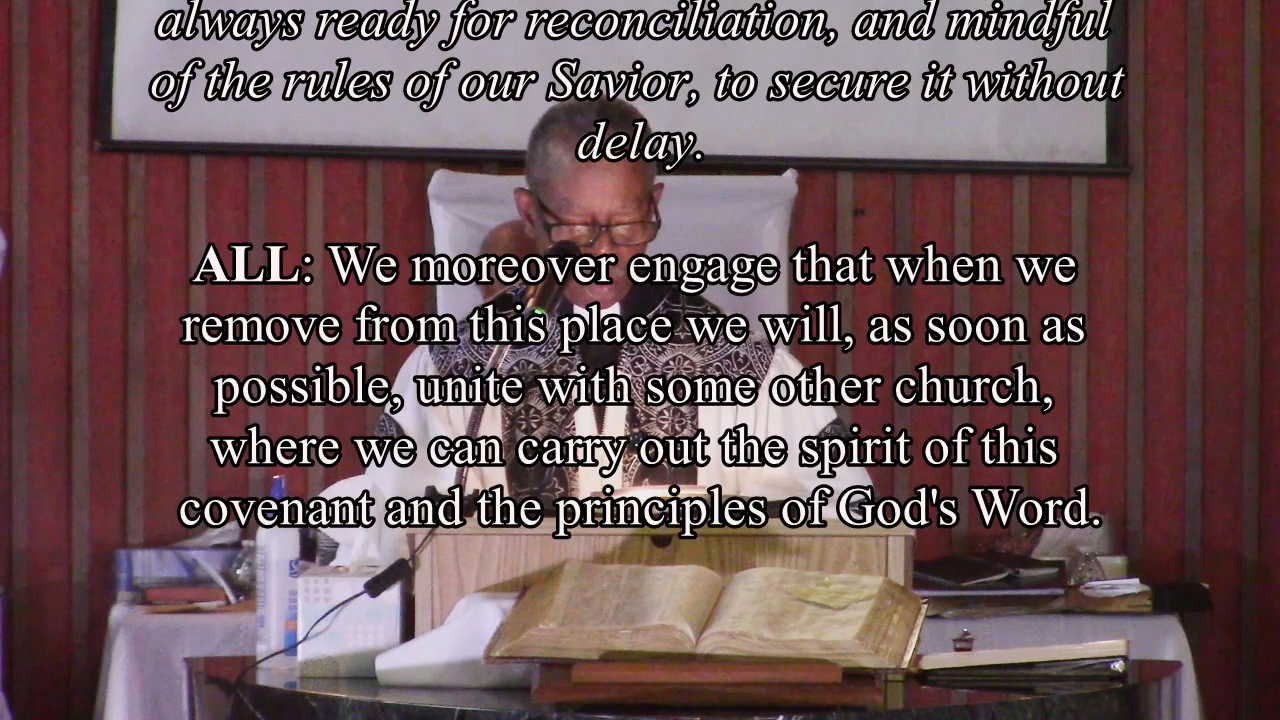 always ready for reconciliation, and mindful
of the rules of our Savior, to secure it without
delay.
ALL: We moreover engage that when we
remove from this place we will, as soon as
possible, unite with some other church,
where we can carry out the spirit of this
covenant and the principles of God's Word.